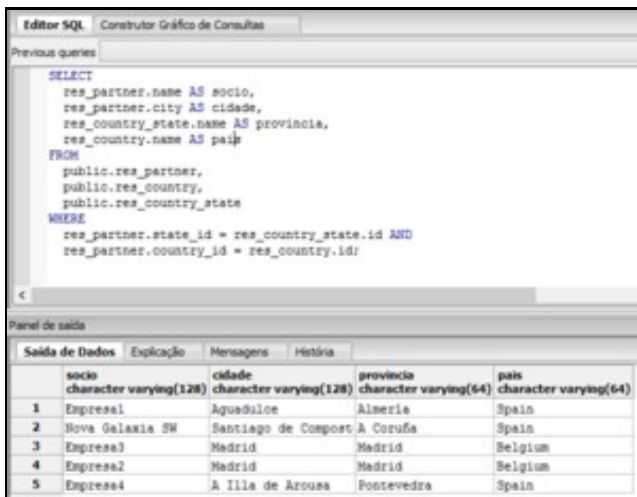 Editor SQL Construtor Gráfico de Consultas
Previous queries
SELECT
res_partner.name AS socio,
res_partner.city AS cidade,
res_country_state.name AS provincia,
res_country.name AS pais
FROM
public.res_partner,
public.res_country,
public.res_country_state
WHERE
res_partner.state_id = res_country_state.id AND
res_partner.country_id = res_country.id;
Painel de saída
Saída de Dados Explicação Mensagens História
socio cidade provincia pais
character varying(128) character varying(128) character varying(64) character varying(64)
1 Empresa1 Aguadulce Almería Spain
2 Nova Galaxia SW Santiago de Compost A Coruña Spain
3 Empresa3 Madrid Madrid Belgium
4 Empresa2 Madrid Madrid Belgium
5 Empresa4 A Illa de Arousa Pontevedra Spain